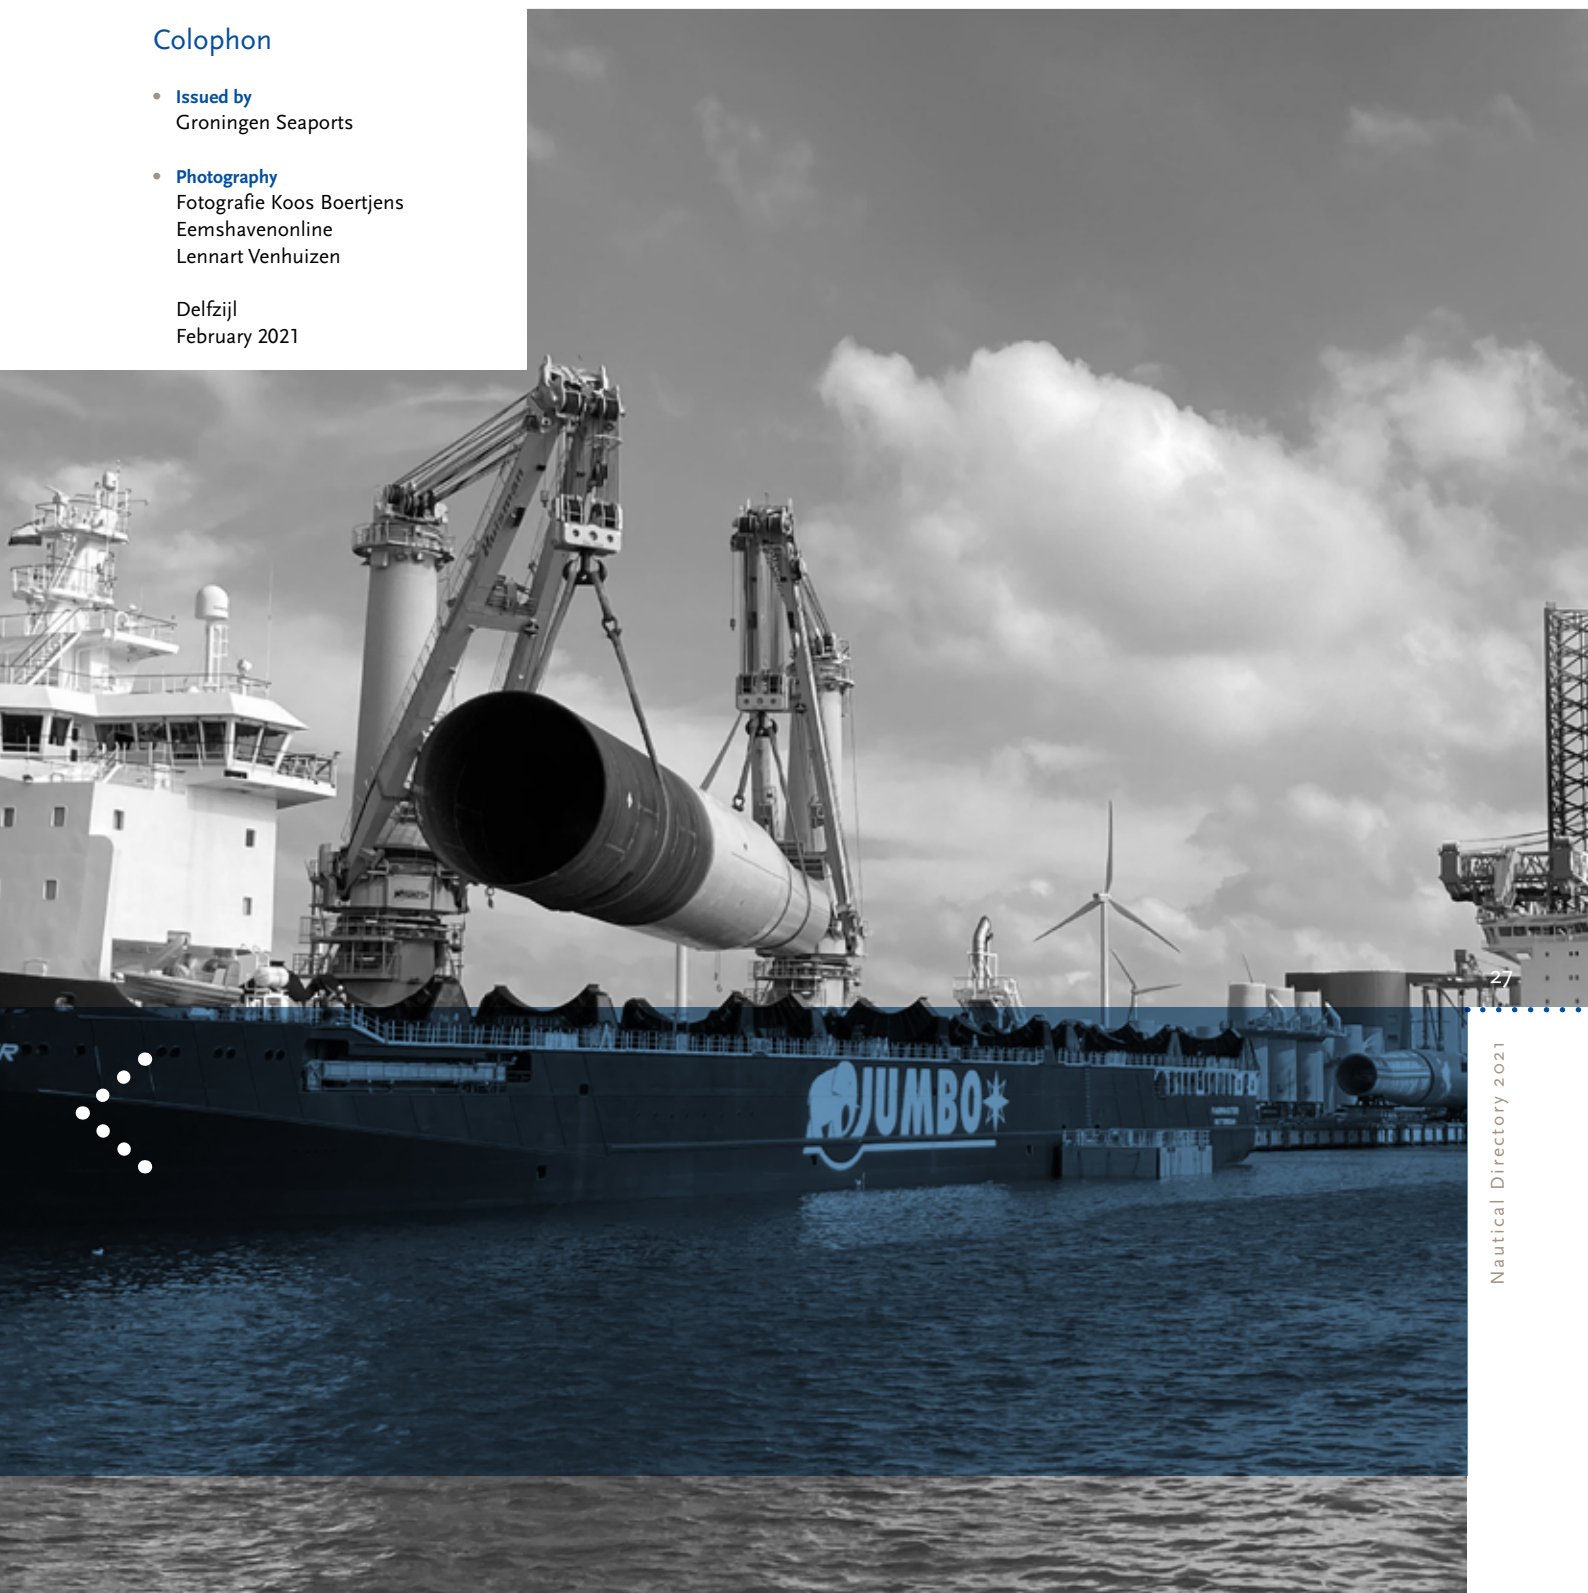 Colophon
Issued by
Groningen Seaports
Photography
Fotografie Koos Boertjens
Eemshavenonline
Lennart Venhuizen
Delfzijl
February 2021
Huisman
JUMBO
27
Nautical Directory 2021